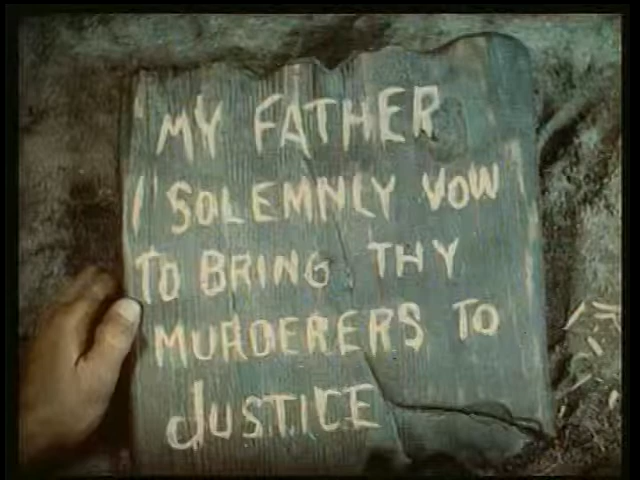 MY FATHER
I SOLEMNLY VOW
TO BRING THY
MURDERERS TO
JUSTICE